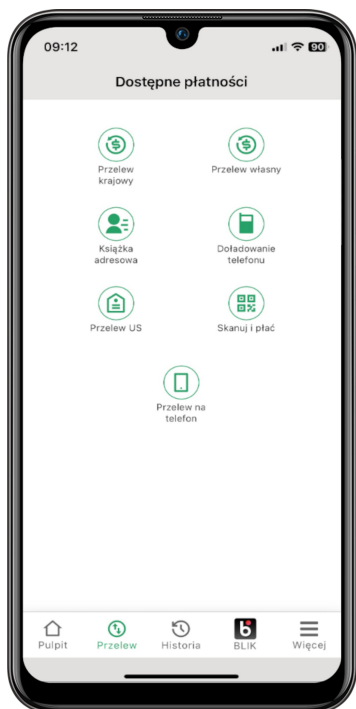 09:12
90
Dostępne płatności
Przelew
krajowy
Przelew własny
Książka
adresowa
Doładowanie
telefonu
Przelew US
Skanuj i płać
Przelew na
telefon
Pulpit
Przelew
Historia
BLIK
Więcej